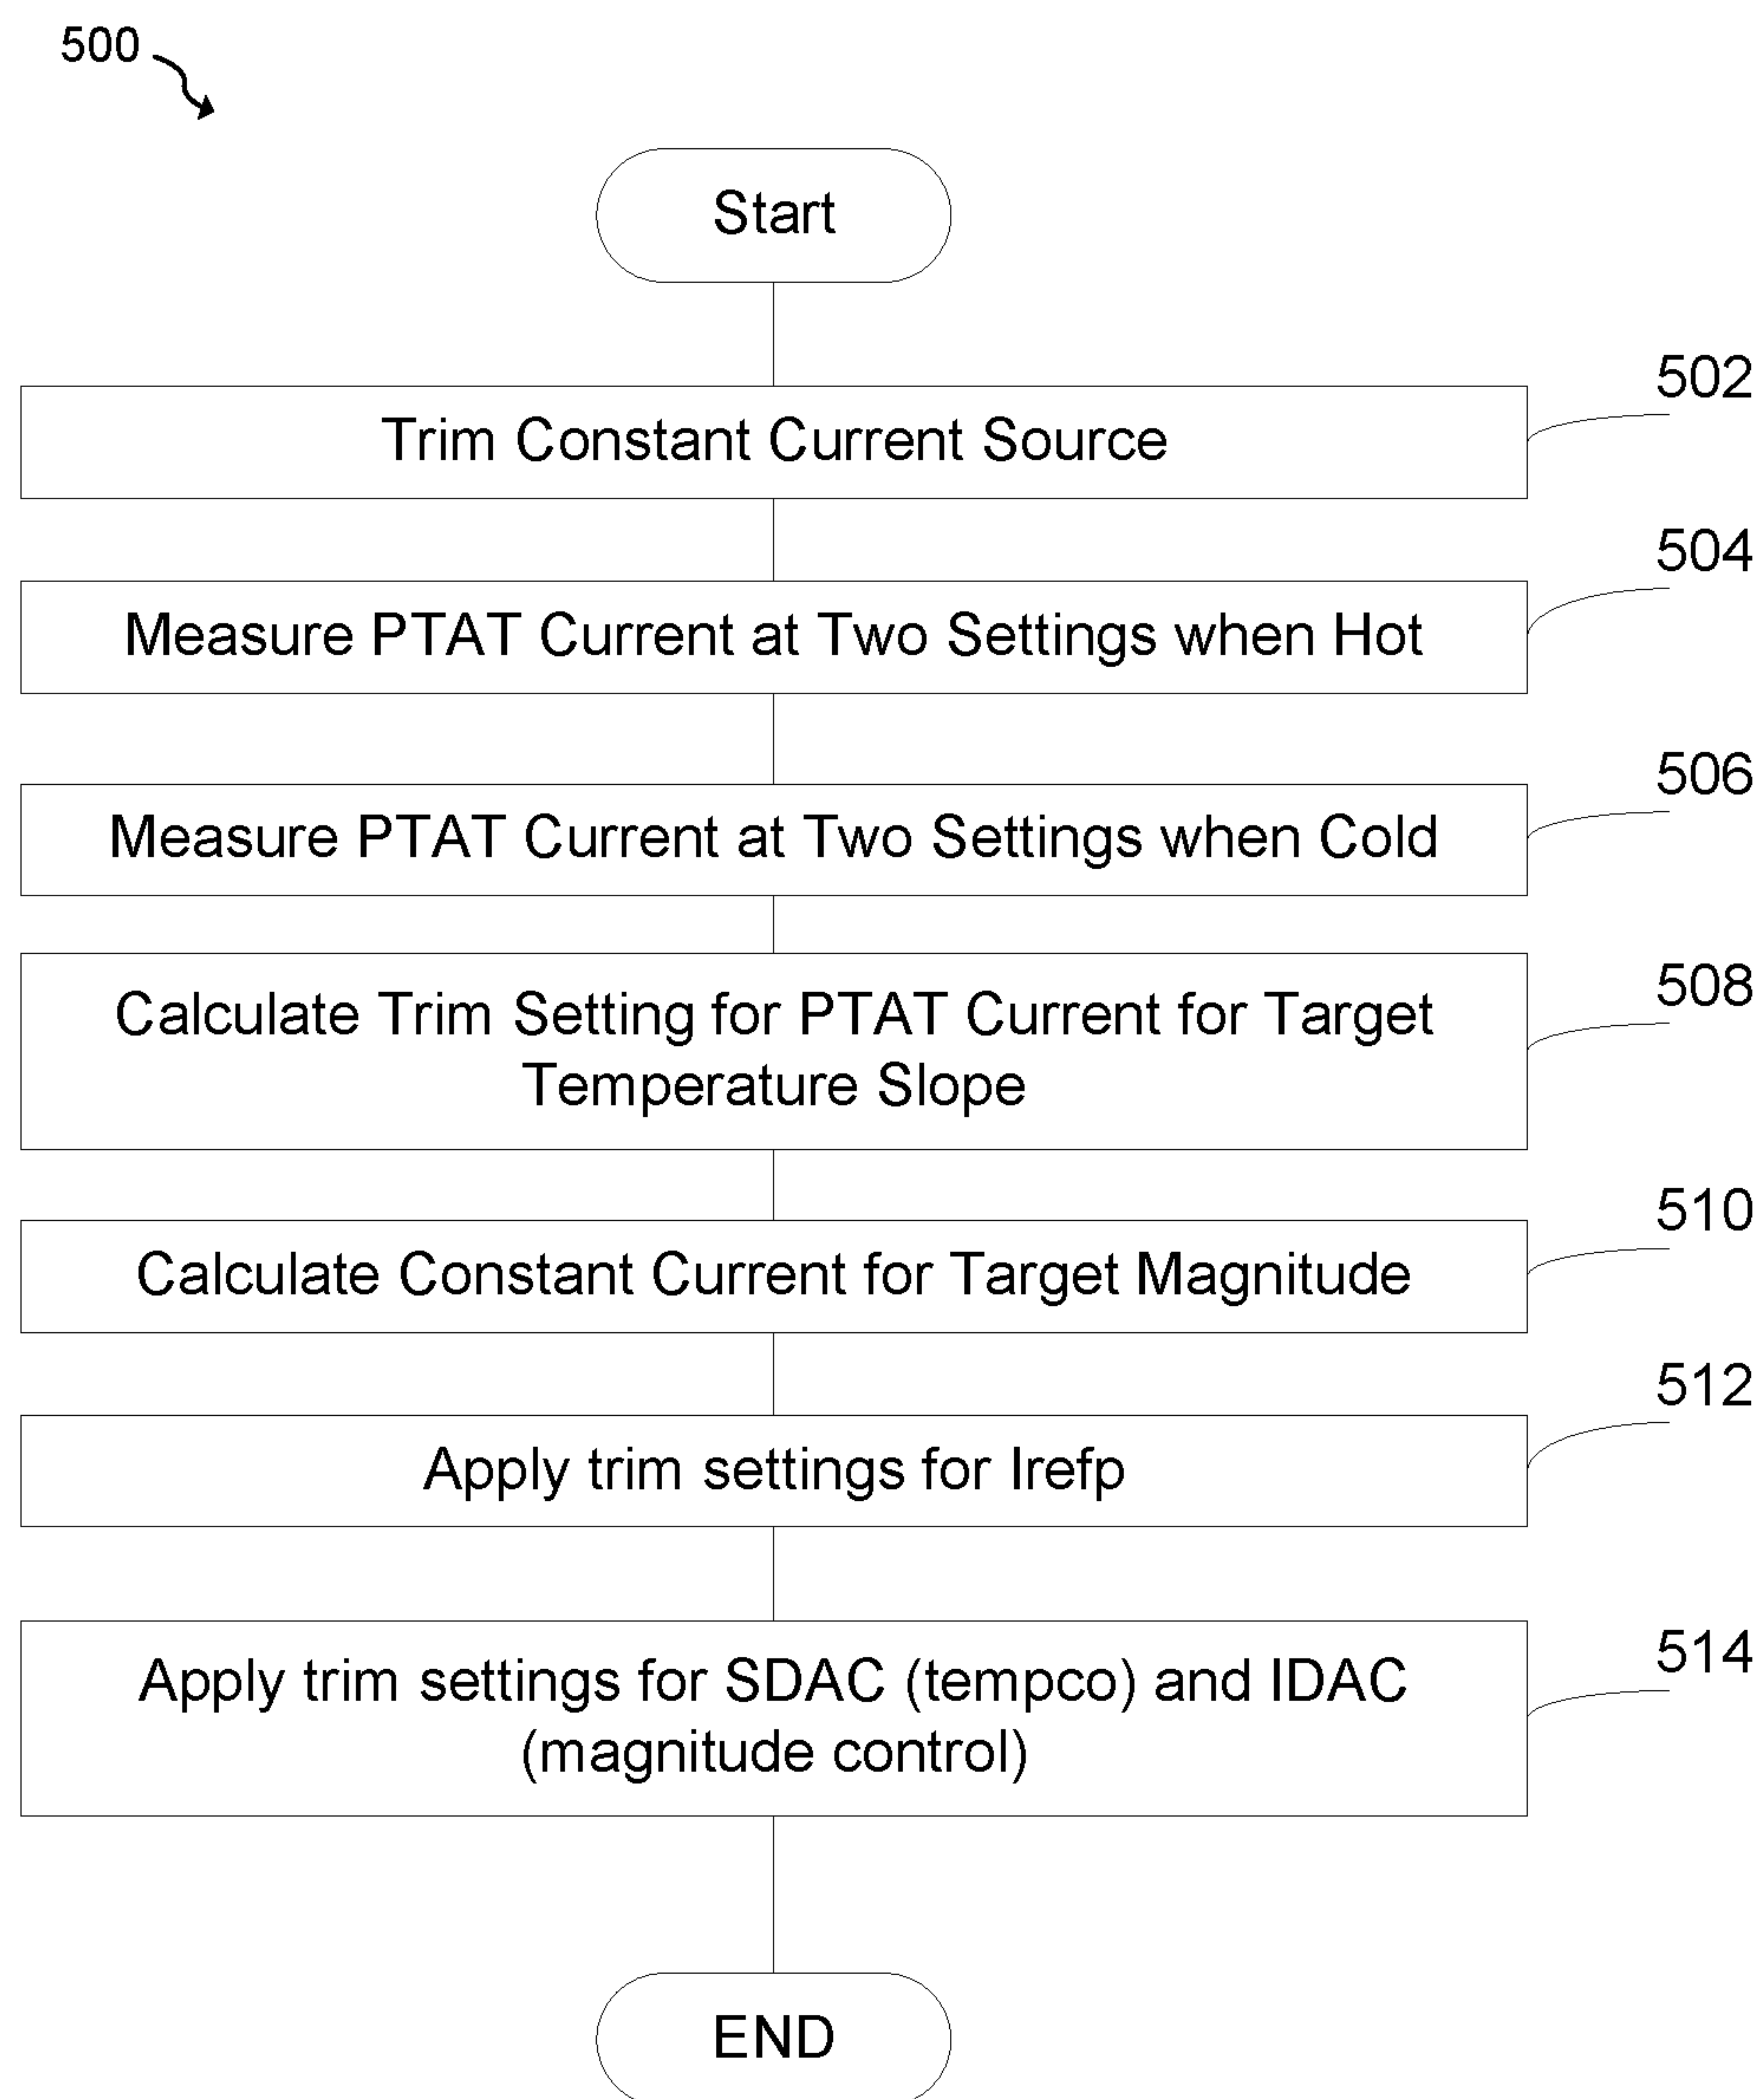 500
Start
502
Trim Constant Current Source
504
Measure PTAT Current at Two Settings when Hot
506
Measure PTAT Current at Two Settings when Cold
508
Calculate Trim Setting for PTAT Current for Target
Temperature Slope
510
Calculate Constant Current for Target Magnitude
512
Apply trim settings for Irefp
514
Apply trim settings for SDAC (tempco) and IDAC
(magnitude control)
END